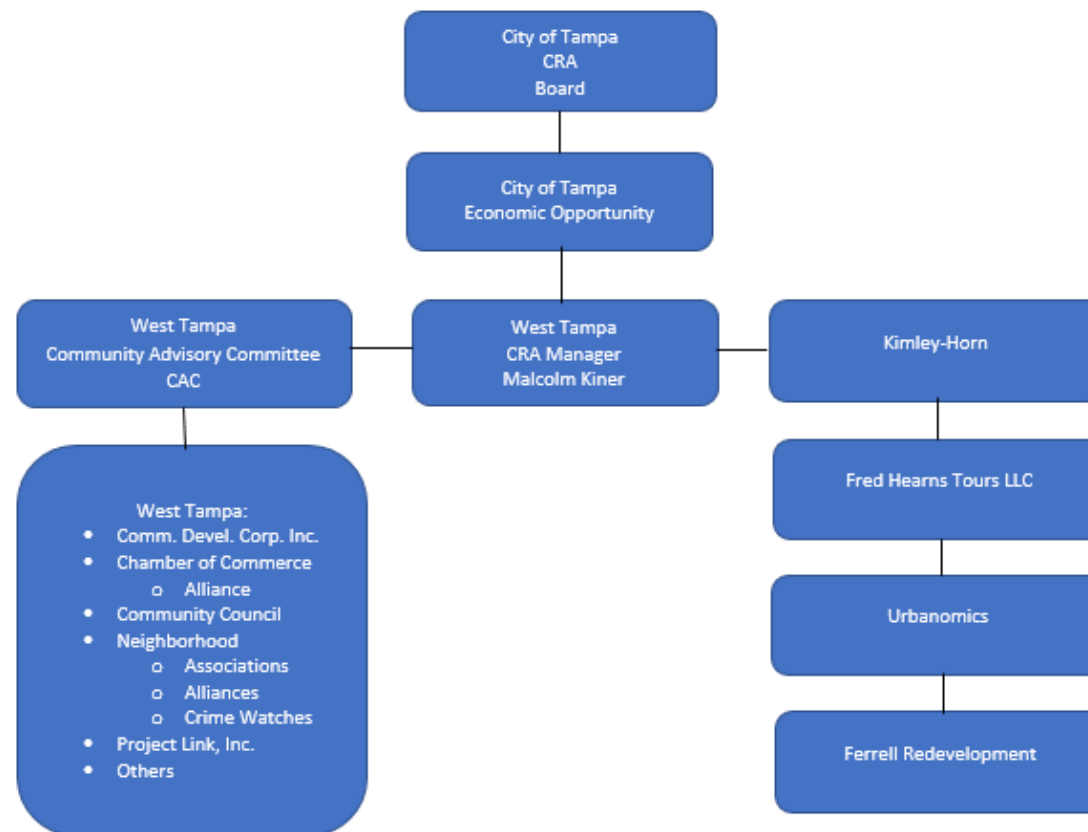 City of Tampa
CRA
Board
City of Tampa
Economic Opportunity
West Tampa
Community Advisory Committee
CAC
West Tampa
CRA Manager
Malcolm Kiner
Kimley-Horn
West Tampa:
• Comm. Devel. Corp. Inc.
• Chamber of Commerce
o Alliance
• Community Council
• Neighborhood
o Associations
o Alliances
o Crime Watches
• Project Link, Inc.
• Others
Fred Hearns Tours LLC
Urbanomics
Ferrell Redevelopment